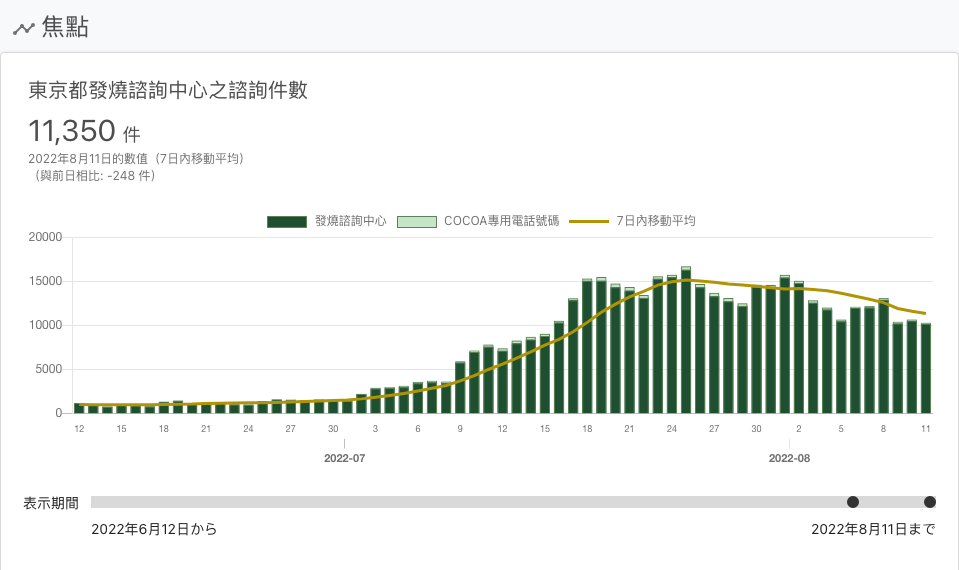 焦點
東京都發燒諮詢中心之諮詢件數
11,350 件
2022年8月11日的數值（7日內移動平均）
（與前日相比: -248 件）
發燒諮詢中心 COCOA專用電話號碼 7日內移動平均
20000
15000
10000
5000
0
12 15 18 21 24 27 30 3 6 9 12 15 18 21 24 27 30 2 5 8 11
2022-07 2022-08
表示期間
2022年6月12日から 2022年8月11日まで